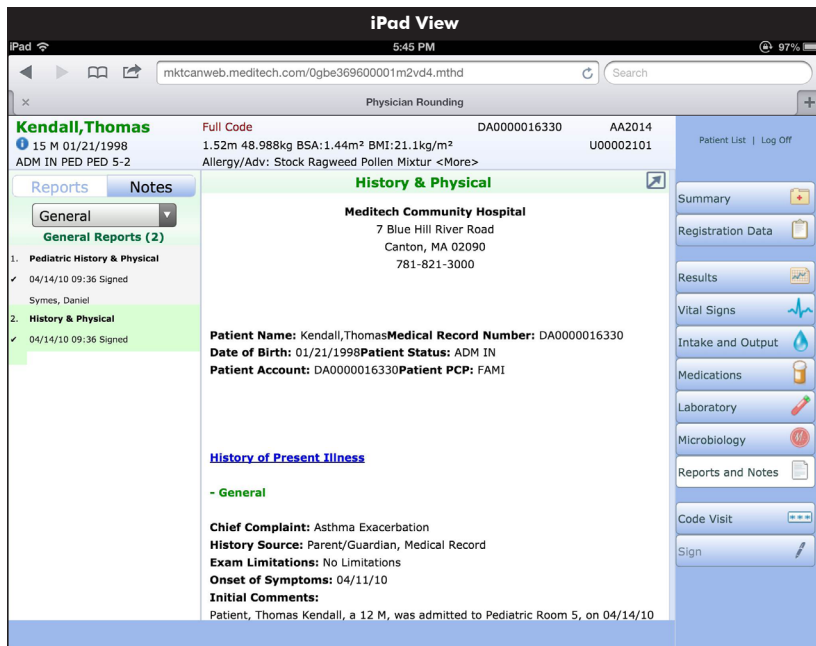 iPad View
iPad 5:45 PM 97%
mktcanweb.meditech.com/0gbe369600001m2vd4.mthd Search
× Physician Rounding +
Kendall,Thomas Full Code DA0000016330 AA2014
15 M 01/21/1998 1.52m 48.988kg BSA:1.44m² BMI:21.1kg/m² U00002101
ADM IN PED PED 5-2 Allergy/Adv: Stock Ragweed Pollen Mixtur <More>
Patient List | Log Off
Reports Notes
General
General Reports (2)
1. Pediatric History & Physical
✔ 04/14/10 09:36 Signed
Symes, Daniel
2. History & Physical
✔ 04/14/10 09:36 Signed
History & Physical
Meditech Community Hospital
7 Blue Hill River Road
Canton, MA 02090
781-821-3000
Patient Name: Kendall,ThomasMedical Record Number: DA0000016330
Date of Birth: 01/21/1998Patient Status: ADM IN
Patient Account: DA0000016330Patient PCP: FAMI
History of Present Illness
- General
Chief Complaint: Asthma Exacerbation
History Source: Parent/Guardian, Medical Record
Exam Limitations: No Limitations
Onset of Symptoms: 04/11/10
Initial Comments:
Patient, Thomas Kendall, a 12 M, was admitted to Pediatric Room 5, on 04/14/10
Summary
Registration Data
Results
Vital Signs
Intake and Output
Medications
Laboratory
Microbiology
Reports and Notes
Code Visit ***
Sign